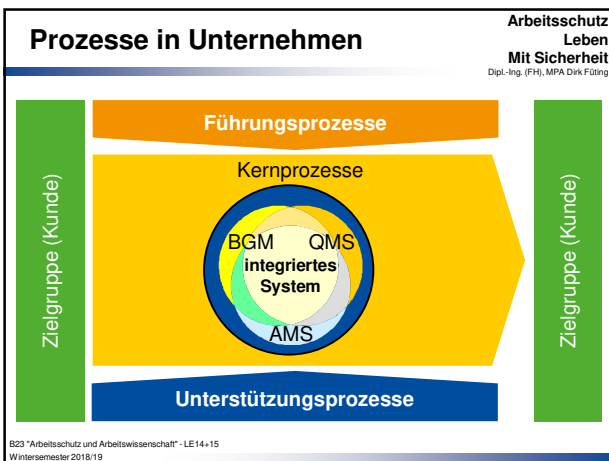 Prozesse in Unternehmen
Arbeitsschutz
Leben
Mit Sicherheit
Dipl.-Ing. (FH), MPA Dirk Füting
Zielgruppe (Kunde)
Führungsprozesse
Kernprozesse
BGM QMS
integriertes
System
AMS
Unterstützungsprozesse
Zielgruppe (Kunde)
B23 "Arbeitsschutz und Arbeitswissenschaft" - LE14+15
Wintersemester 2018/19